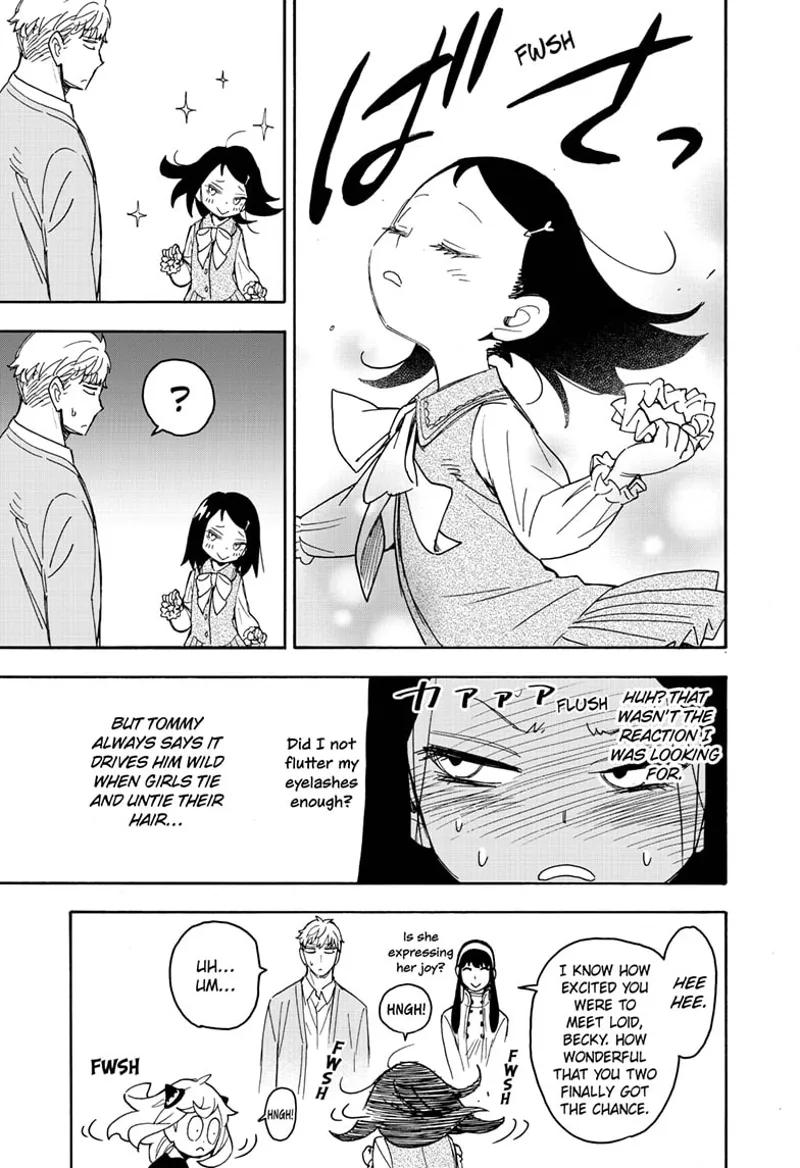 ばさっ
FWSH
?
カァァァ
FLUSH
HUH? THAT
WASN'T THE
REACTION I
WAS LOOKING
FOR.
Did I not
flutter my
eyelashes
enough?
BUT TOMMY
ALWAYS SAYS IT
DRIVES HIM WILD
WHEN GIRLS TIE
AND UNTIE THEIR
HAIR...
HEE
HEE.
I KNOW HOW
EXCITED YOU
WERE TO
MEET LOID,
BECKY. HOW
WONDERFUL
THAT YOU TWO
FINALLY GOT
THE CHANCE.
Is she
expressing
her joy?
HNGH!
FWSH
FWSH
UH...
UM...
HNGH!
FWSH